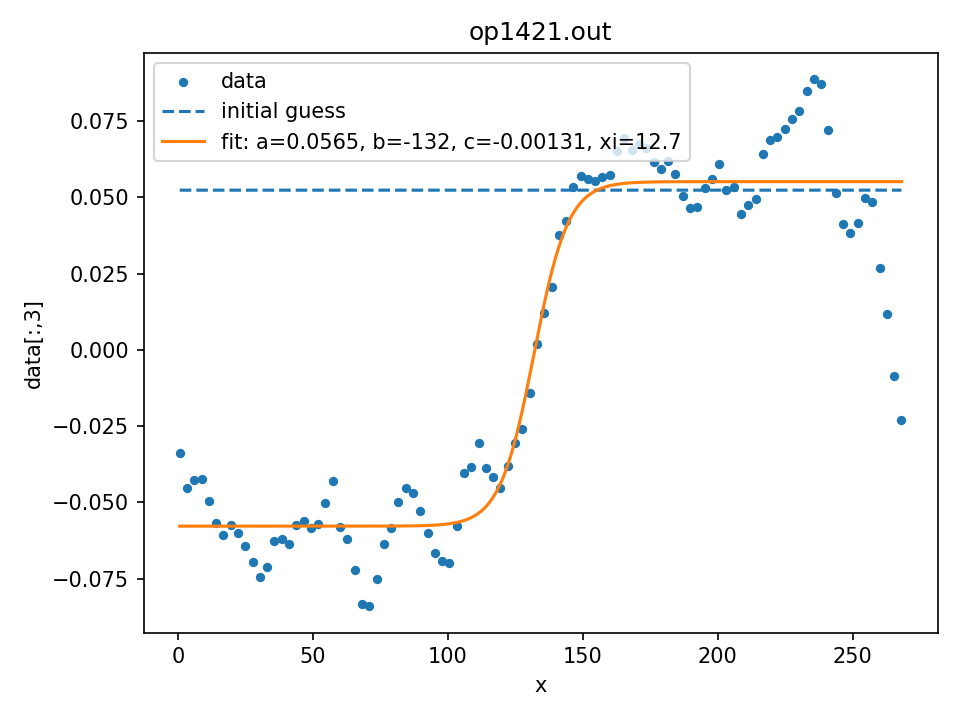 op1421.out
data
initial guess
fit: a=0.0565, b=-132, c=-0.00131, xi=12.7
0.075
0.050
0.025
0.000
−0.025
−0.050
−0.075
data[:,3]
0 50 100 150 200 250
x